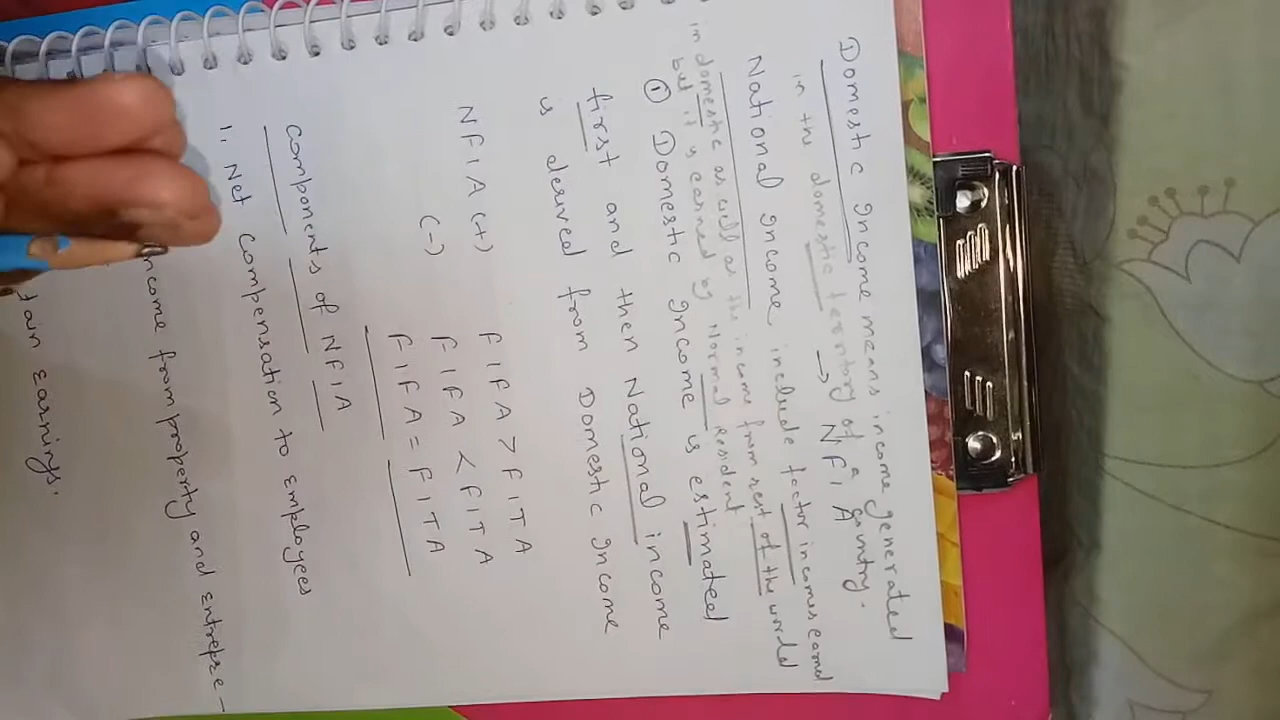 Domestic Income means income generated
in the domestic territory of a country.
→ NFIA
National Income, include factor incomes earned
in domestic as well as the income from rest of the world
but it is earned by Normal resident
① Domestic Income is estimated
first and then National income
is derived from Domestic Income
NFIA (+) FIFA > FITA
(-) FIFA < FITA
FIFA = FITA
Components of NFIA
1. Net Compensation to Employees
income from property and Entrepre-
tain Earnings.